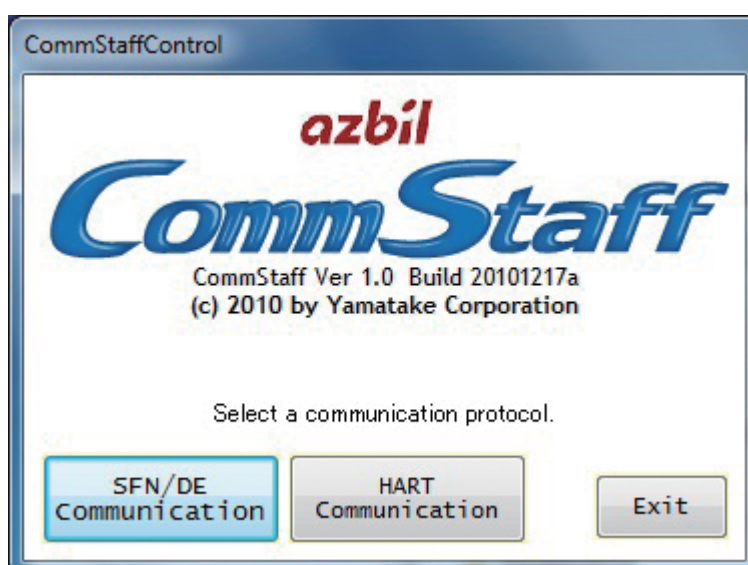 CommStaffControl
azbil
CommStaff
CommStaff Ver 1.0 Build 20101217a
(c) 2010 by Yamatake Corporation
Select a communication protocol.
SFN/DE
Communication
HART
Communication
Exit